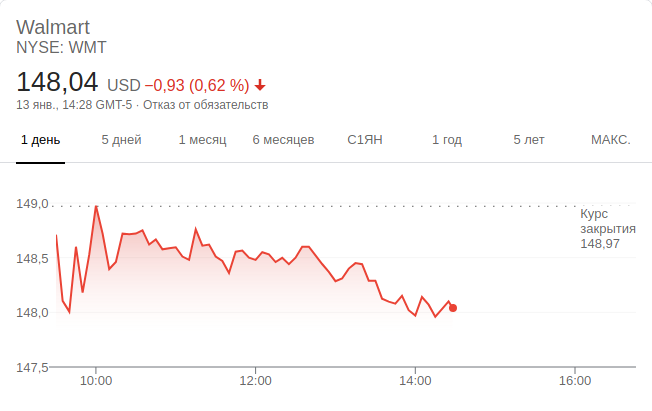 Walmart
NYSE: WMT
148,04 USD −0,93 (0,62 %)
13 янв., 14:28 GMT-5 · Отказ от обязательств
1 день 5 дней 1 месяц 6 месяцев С1ЯН 1 год 5 лет МАКС.
149,0
Курс
закрытия
148,97
148,5
148,0
147,5
10:00 12:00 14:00 16:00